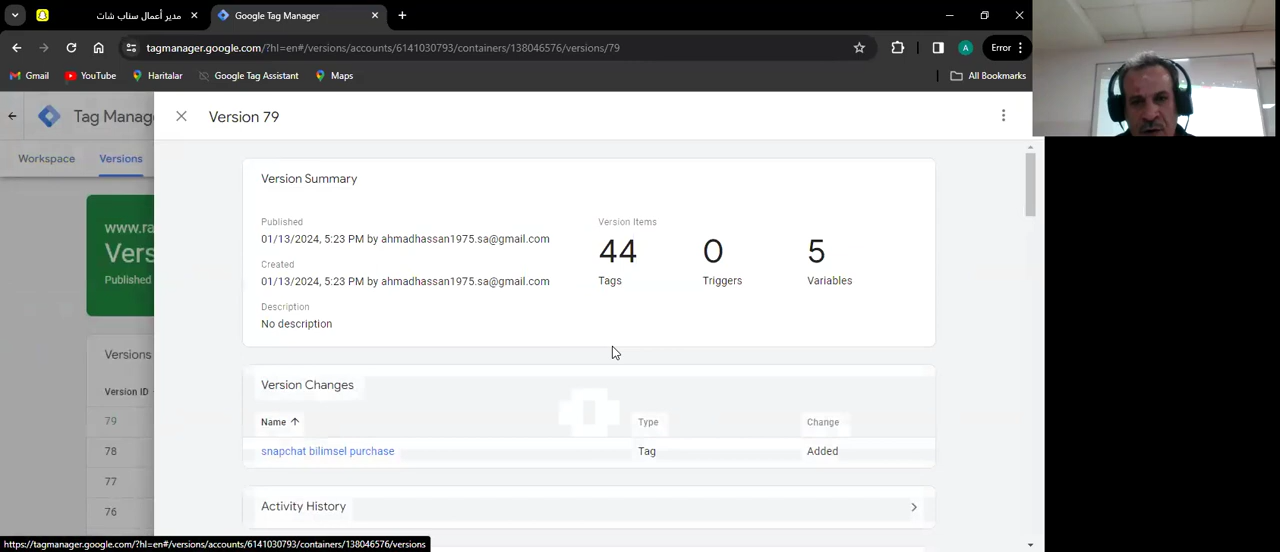 مدير أعمال سناب شات
Google Tag Manager
tagmanager.google.com/?hl=en#/versions/accounts/6141030793/containers/138046576/versions/79
A
Error
Gmail
YouTube
Haritalar
Google Tag Assistant
Maps
All Bookmarks
Tag Manag
Version 79
Workspace
Versions
Version Summary
www.ra
Vers
Published
Published
01/13/2024, 5:23 PM by ahmadhassan1975.sa@gmail.com
Created
01/13/2024, 5:23 PM by ahmadhassan1975.sa@gmail.com
Description
No description
Version Items
44
0
5
Tags
Triggers
Variables
Versions
Version ID
79
78
77
76
Version Changes
Name
Type
Change
snapchat bilimsel purchase
Tag
Added
Activity History
https://tagmanager.google.com/?hl=en#/versions/accounts/6141030793/containers/138046576/versions